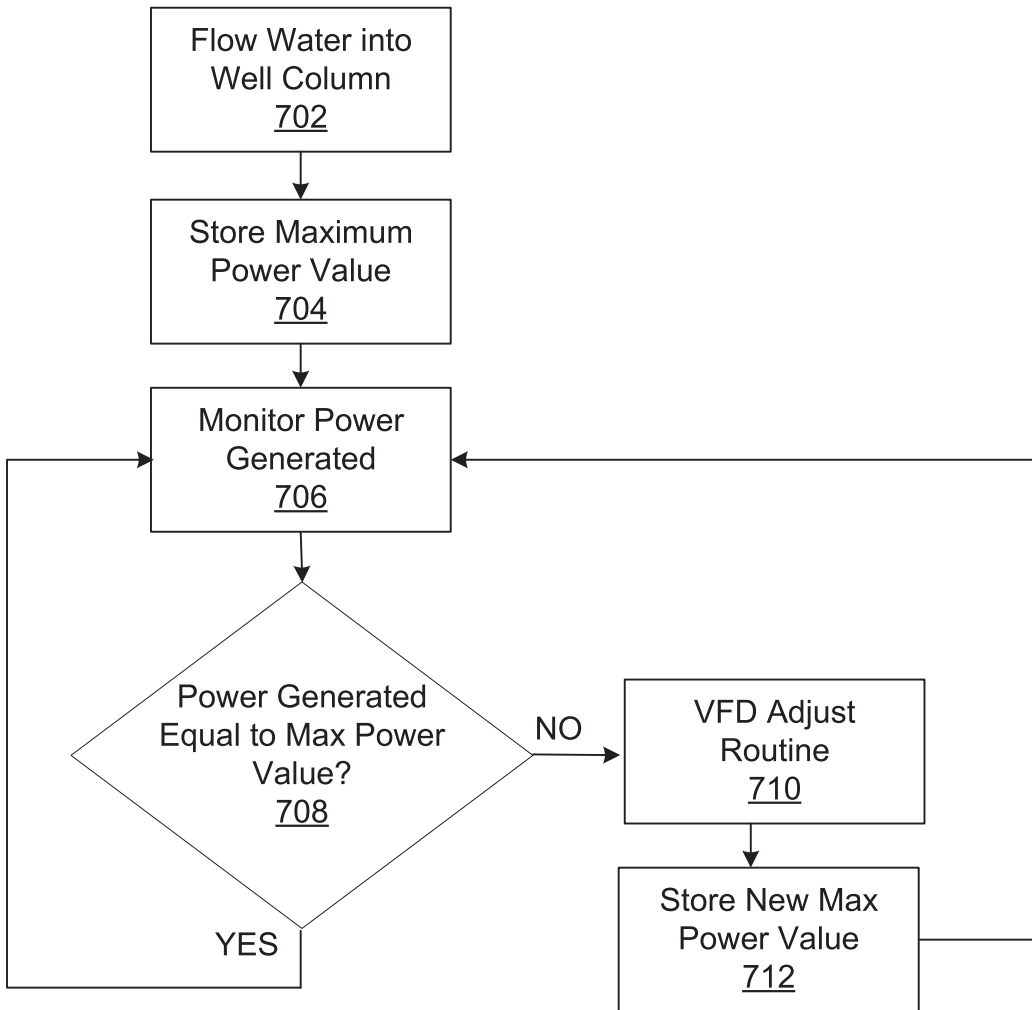 Flow Water into
Well Column
702
Store Maximum
Power Value
704
Monitor Power
Generated
706
Power Generated
Equal to Max Power
Value?
708
NO
VFD Adjust
Routine
710
YES
Store New Max
Power Value
712